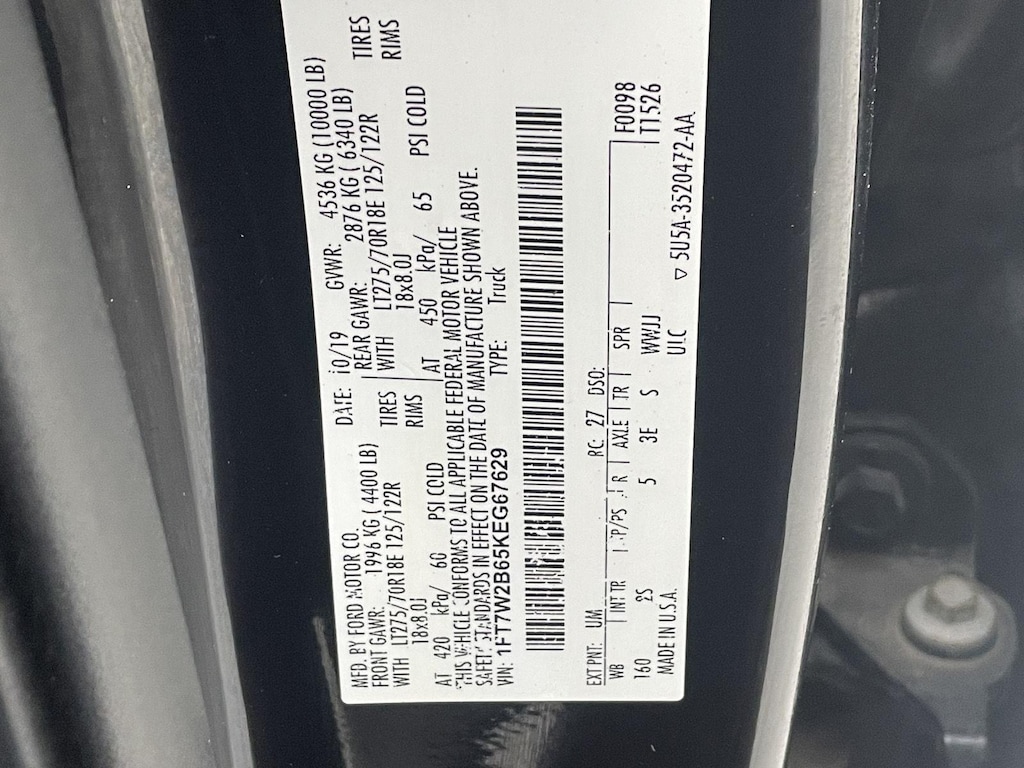 MFD. BY FORD MOTOR CO.
DATE: 10/19 GVWR: 4536 KG (10000 LB)
FRONT GAWR: 1996 KG ( 4400 LB)
REAR GAWR: 2876 KG ( 6340 LB)
WITH LT275/70R18E 125/122R TIRES
WITH LT275/70R18E 125/122R TIRES
18x8.0J RIMS
18x8.0J RIMS
AT 420 kPa/ 60 PSI COLD
AT 450 kPa/ 65 PSI COLD
THIS VEHICLE CONFORMS TO ALL APPLICABLE FEDERAL MOTOR VEHICLE
SAFETY STANDARDS IN EFFECT ON THE DATE OF MANUFACTURE SHOWN ABOVE.
VIN: 1FT7W2B65KEG67629 TYPE: Truck
EXT PNT: UM RC: 27 DSO: F0098
WB INT TR TP/PS R AXLE TR SPR T1526
160 2S 5 3E S WWJJ
MADE IN U.S.A. UIC ▽ 5U5A-3520472-AA